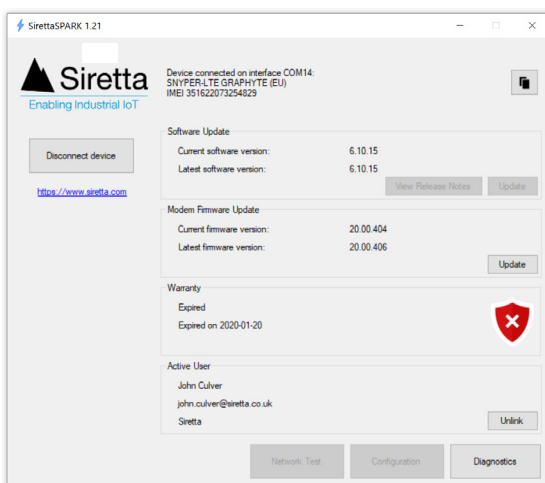 SirettaSPARK 1.21
Siretta
Enabling Industrial IoT
Device connected on interface COM14:
SNYPER-LTE GRAPHYTE (EU)
IMEI 351622073254829
Disconnect device
https://www.siretta.com
Software Update
Current software version: 6.10.15
Latest software version: 6.10.15
View Release Notes Update
Modem Firmware Update
Current firmware version: 20.00.404
Latest firmware version: 20.00.406
Update
Warranty
Expired
Expired on 2020-01-20
Active User
John Culver
john.culver@siretta.co.uk
Siretta Unlink
Network Test Configuration Diagnostics